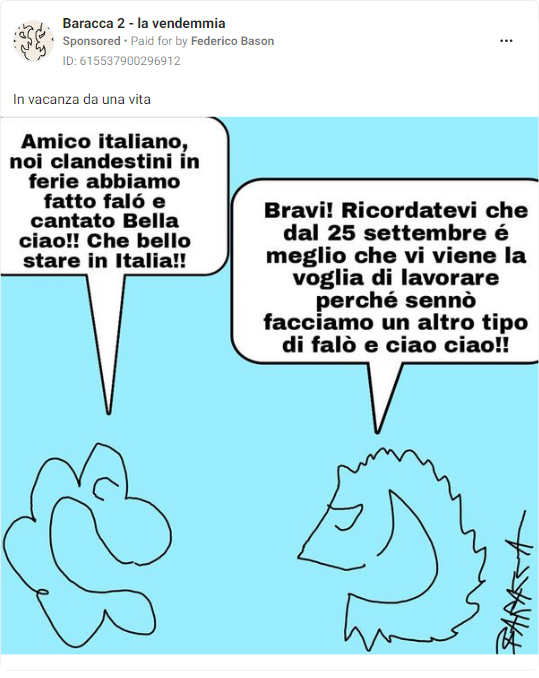 Baracca 2 - la vendemmia
Sponsored • Paid for by Federico Bason
ID: 615537900296912
In vacanza da una vita
Amico italiano,
noi clandestini in
ferie abbiamo
fatto faló e
cantato Bella
ciao!! Che bello
stare in Italia!!
Bravi! Ricordatevi che
dal 25 settembre é
meglio che vi viene la
voglia di lavorare
perché sennò
facciamo un altro tipo
di falò e ciao ciao!!